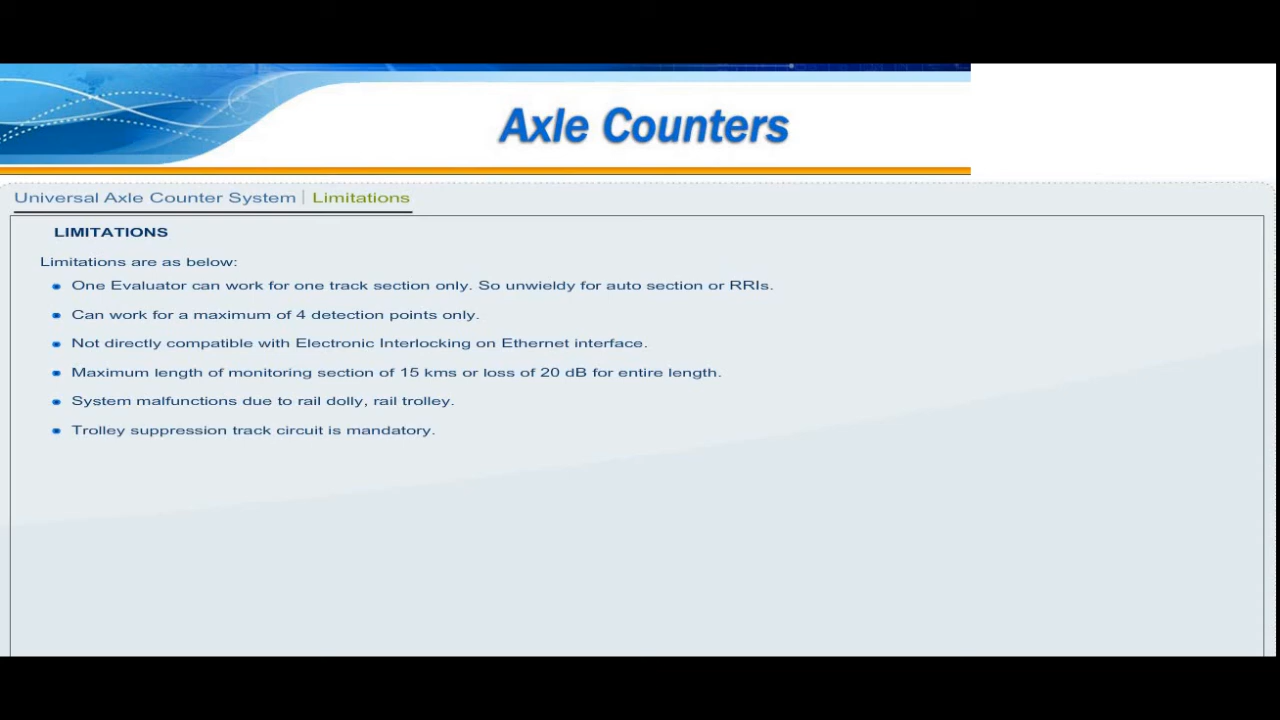 Axle Counters
Universal Axle Counter System | Limitations
LIMITATIONS
Limitations are as below:
One Evaluator can work for one track section only. So unwieldy for auto section or RRIs.
Can work for a maximum of 4 detection points only.
Not directly compatible with Electronic Interlocking on Ethernet interface.
Maximum length of monitoring section of 15 kms or loss of 20 dB for entire length.
System malfunctions due to rail dolly, rail trolley.
Trolley suppression track circuit is mandatory.